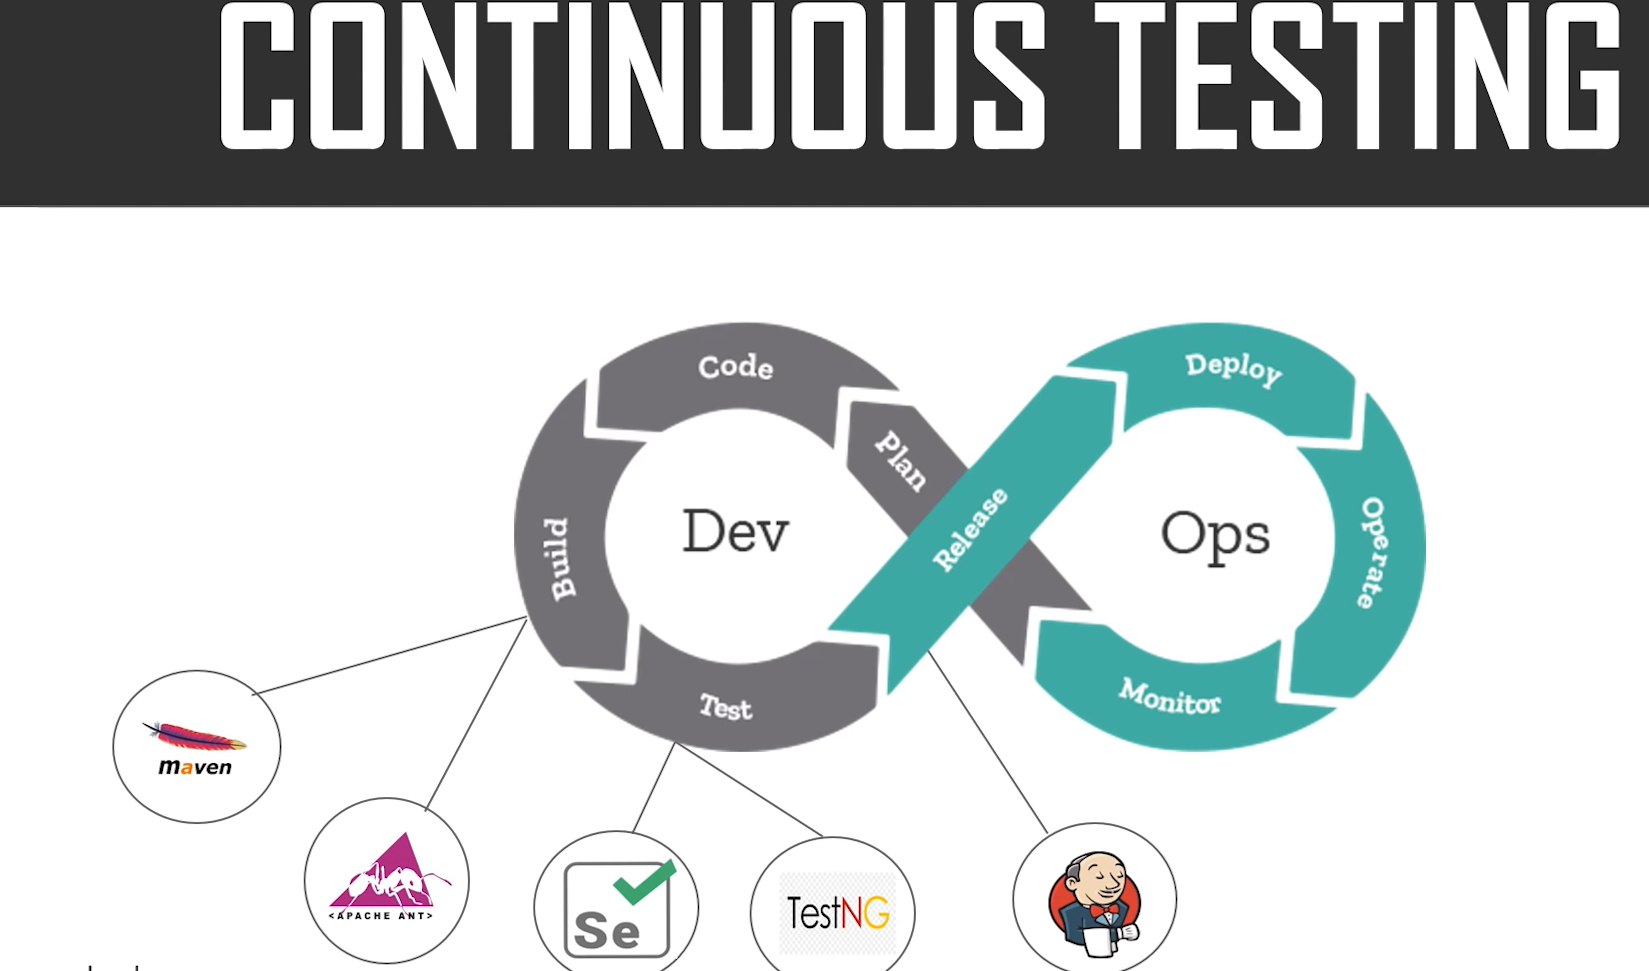 CONTINUOUS TESTING
Code
Deploy
Plan
Release
Dev
Ops
Build
Operate
Test
Monitor
maven
<APACHE ANT>
Se
TestNG